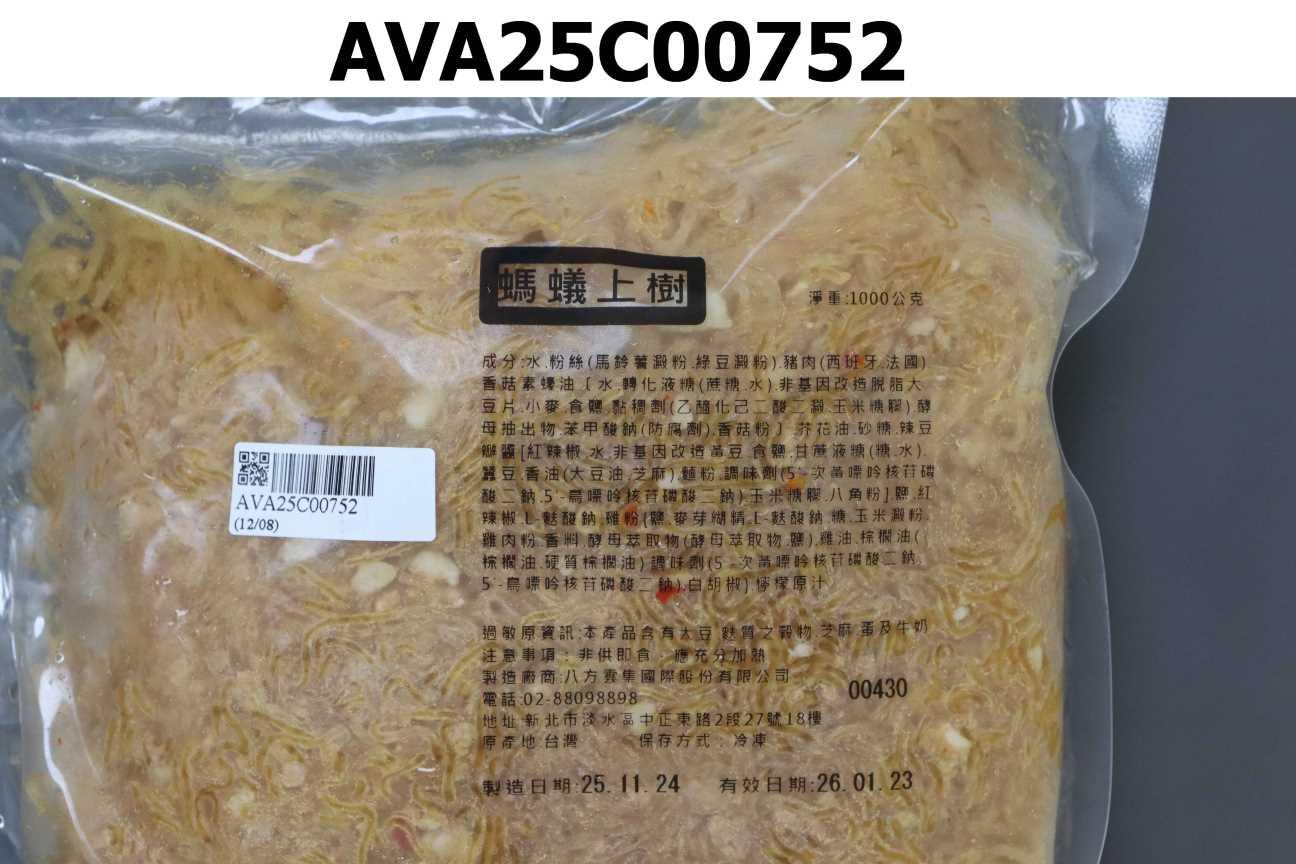 AVA25C00752
螞蟻上樹
淨重:1000公克
成分:水.粉絲(馬鈴薯澱粉.綠豆澱粉).豬肉(西班牙.法國)
香菇素蠔油〔水.轉化液糖(蔗糖.水).非基因改造脫脂大
豆片.小麥.食鹽.黏稠劑(乙醯化己二酸二澱.玉米糖膠).酵
母抽出物.苯甲酸鈉(防腐劑).香菇粉〕芥花油.砂糖.辣豆
瓣醬[紅辣椒.水.非基因改造黃豆.食鹽.甘蔗液糖(糖.水).
蠶豆.香油(大豆油.芝麻).麵粉.調味劑(5'-次黃嘌呤核苷磷
酸二鈉.5'-鳥嘌呤核苷磷酸二鈉).玉米糖膠.八角粉].鹽.紅
辣椒.L-麩酸鈉.雞粉[鹽.麥芽糊精.L-麩酸鈉.糖.玉米澱粉.
雞肉粉.香料.酵母萃取物(酵母萃取物.鹽).雞油.棕櫚油(
棕櫚油.硬質棕櫚油).調味劑(5'-次黃嘌呤核苷磷酸二鈉.
5'-鳥嘌呤核苷磷酸二鈉).白胡椒].檸檬原汁
過敏原資訊:本產品含有大豆.麩質之穀物.芝麻.蛋及牛奶
注意事項:非供即食,應充分加熱
製造廠商:八方雲集國際股份有限公司
電話:02-88098898
00430
地址:新北市淡水區中正東路2段27號18樓
原產地:台灣 保存方式:冷凍
製造日期:25.11.24 有效日期:26.01.23
AVA25C00752
(12/08)